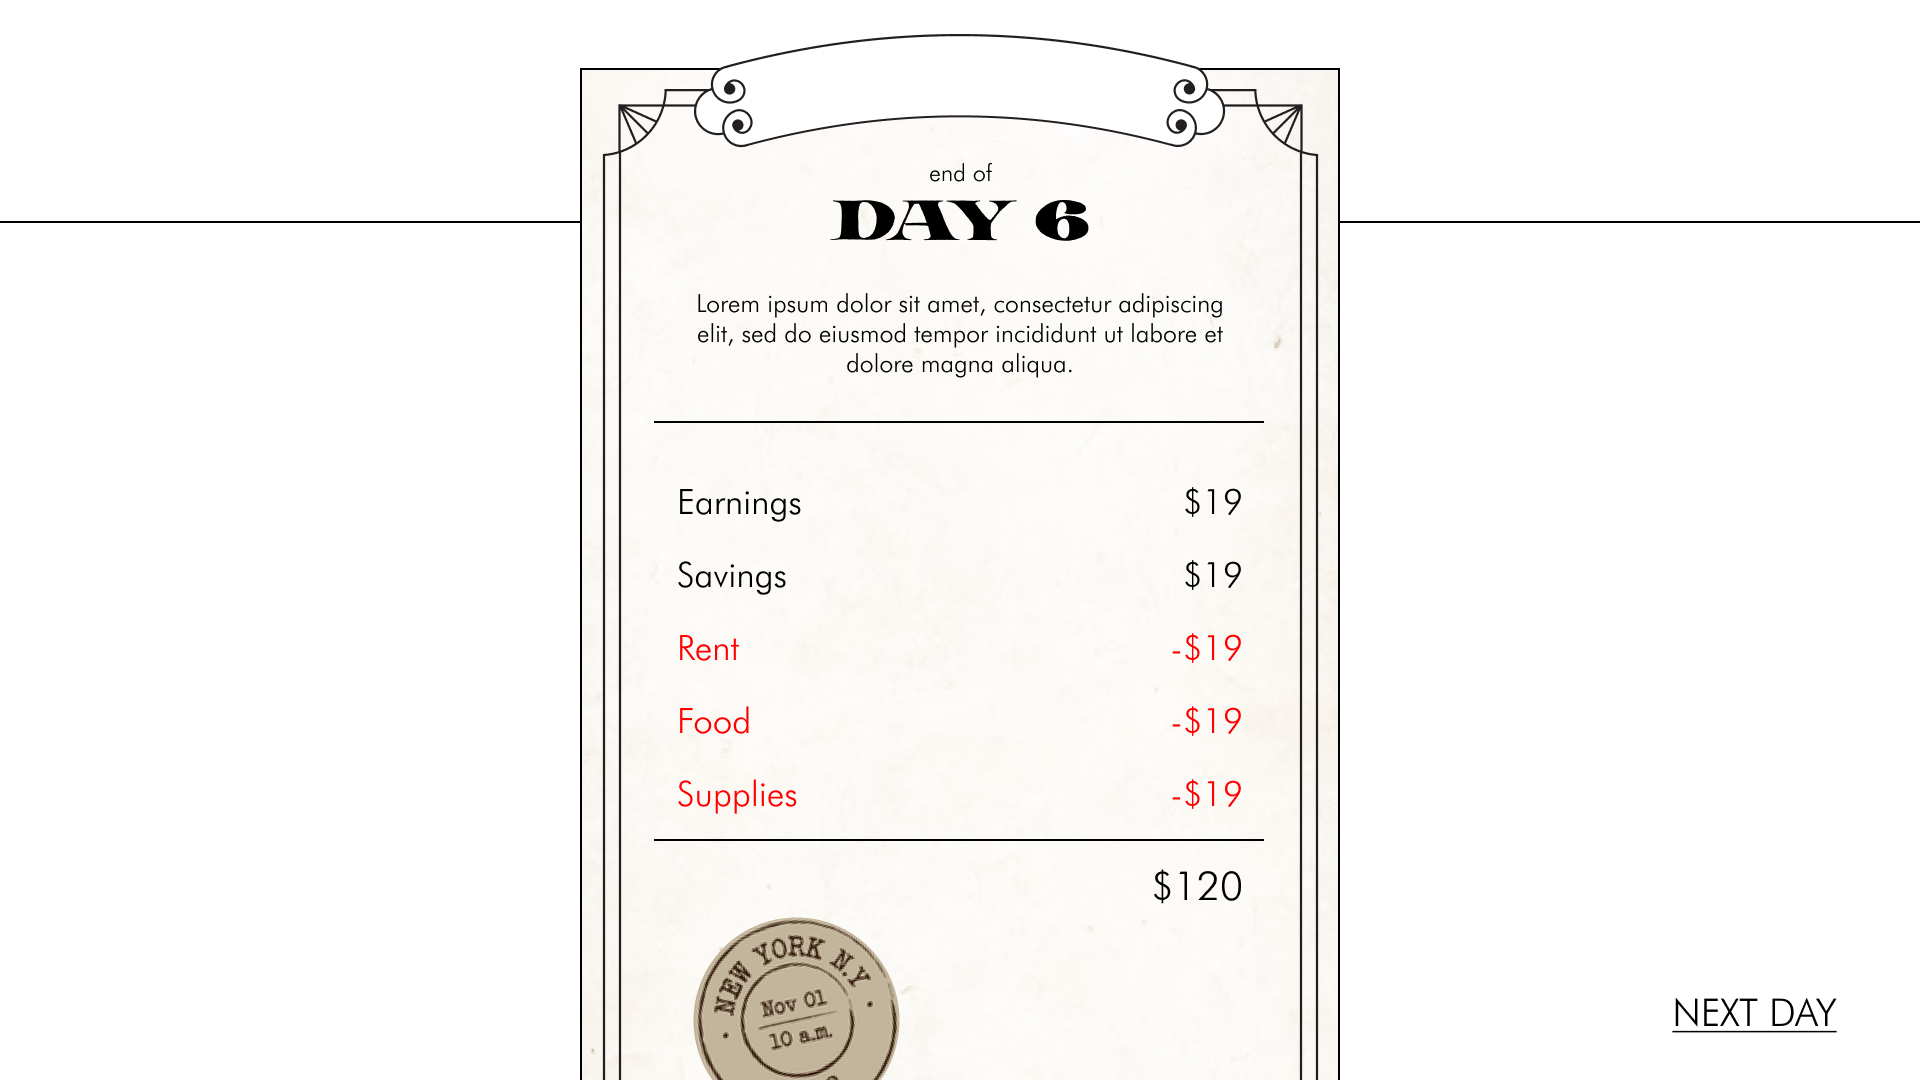 end of
DAY 6
Lorem ipsum dolor sit amet, consectetur adipiscing
elit, sed do eiusmod tempor incididunt ut labore et
dolore magna aliqua.
Earnings $19
Savings $19
Rent -$19
Food -$19
Supplies -$19
$120
· NEW YORK N.Y ·
Nov 01
10 a.m.
NEXT DAY